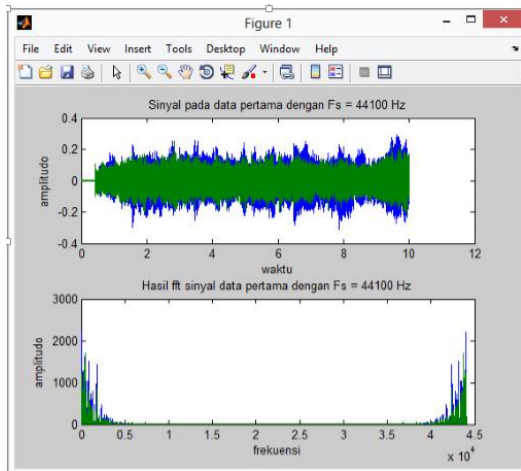 Figure 1
File Edit View Insert Tools Desktop Window Help
Sinyal pada data pertama dengan Fs = 44100 Hz
0.4
0.2
0
-0.2
-0.4
amplitudo
0 2 4 6 8 10 12
waktu
Hasil fft sinyal data pertama dengan Fs = 44100 Hz
3000
2000
1000
0
amplitudo
0 0.5 1 1.5 2 2.5 3 3.5 4 4.5
frekuensi
x 10^4